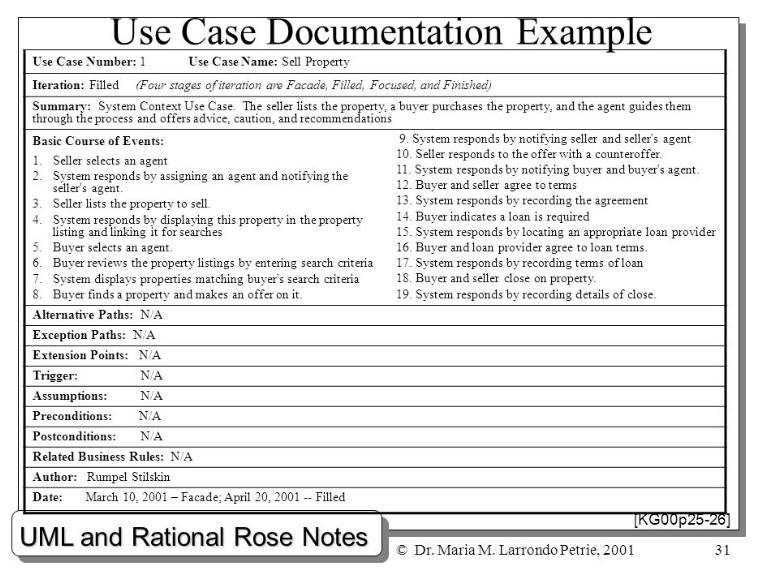 Use Case Documentation Example
Use Case Number: 1 Use Case Name: Sell Property
Iteration: Filled (Four stages of iteration are Facade, Filled, Focused, and Finished)
Summary: System Context Use Case. The seller lists the property, a buyer purchases the property, and the agent guides them
through the process and offers advice, caution, and recommendations
Basic Course of Events:
1. Seller selects an agent
2. System responds by assigning an agent and notifying the
seller's agent.
3. Seller lists the property to sell.
4. System responds by displaying this property in the property
listing and linking it for searches
5. Buyer selects an agent.
6. Buyer reviews the property listings by entering search criteria
7. System displays properties matching buyer's search criteria
8. Buyer finds a property and makes an offer on it.
9. System responds by notifying seller and seller's agent
10. Seller responds to the offer with a counteroffer.
11. System responds by notifying buyer and buyer's agent.
12. Buyer and seller agree to terms
13. System responds by recording the agreement
14. Buyer indicates a loan is required
15. System responds by locating an appropriate loan provider
16. Buyer and loan provider agree to loan terms.
17. System responds by recording terms of loan
18. Buyer and seller close on property.
19. System responds by recording details of close.
Alternative Paths: N/A
Exception Paths: N/A
Extension Points: N/A
Trigger: N/A
Assumptions: N/A
Preconditions: N/A
Postconditions: N/A
Related Business Rules: N/A
Author: Rumpel Stilskin
Date: March 10, 2001 – Facade; April 20, 2001 -- Filled
[KG00p25-26]
UML and Rational Rose Notes
© Dr. Maria M. Larrondo Petrie, 2001 31